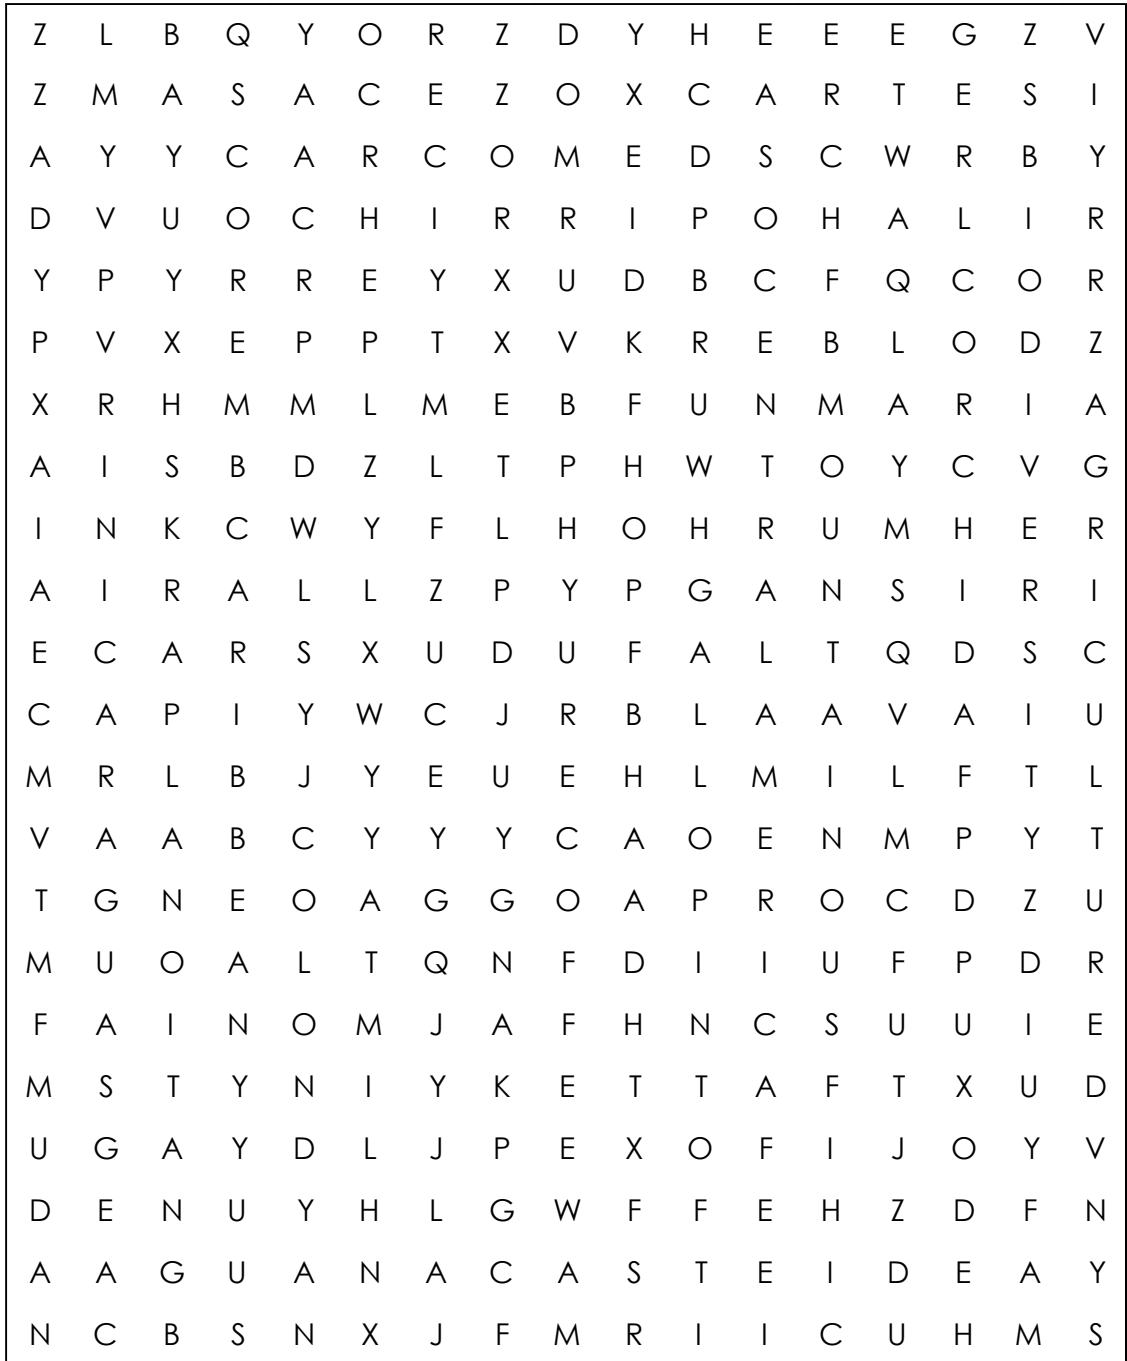 Z L B Q Y O R Z D Y H E E E G Z V
Z M A S A C E Z O X C A R T E S I
A Y Y C A R C O M E D S C W R B Y
D V U O C H I R R I P O H A L I R
Y P Y R R E Y X U D B C F Q C O R
P V X E P P T X V K R E B L O D Z
X R H M M L M E B F U N M A R I A
A I S B D Z L T P H W T O Y C V G
I N K C W Y F L H O H R U M H E R
A I R A L L Z P Y P G A N S I R I
E C A R S X U D U F A L T Q D S C
C A P I Y W C J R B L A A V A I U
M R L B J Y E U E H L M I L F T L
V A A B C Y Y Y C A O E N M P Y T
T G N E O A G G O A P R O C D Z U
M U O A L T Q N F D I I U F P D R
F A I N O M J A F H N C S U U I E
M S T Y N I Y K E T T A F T X U D
U G A Y D L J P E X O F I J O Y V
D E N U Y H L G W F F E H Z D F N
A A G U A N A C A S T E I D E A Y
N C B S N X J F M R I I C U H M S